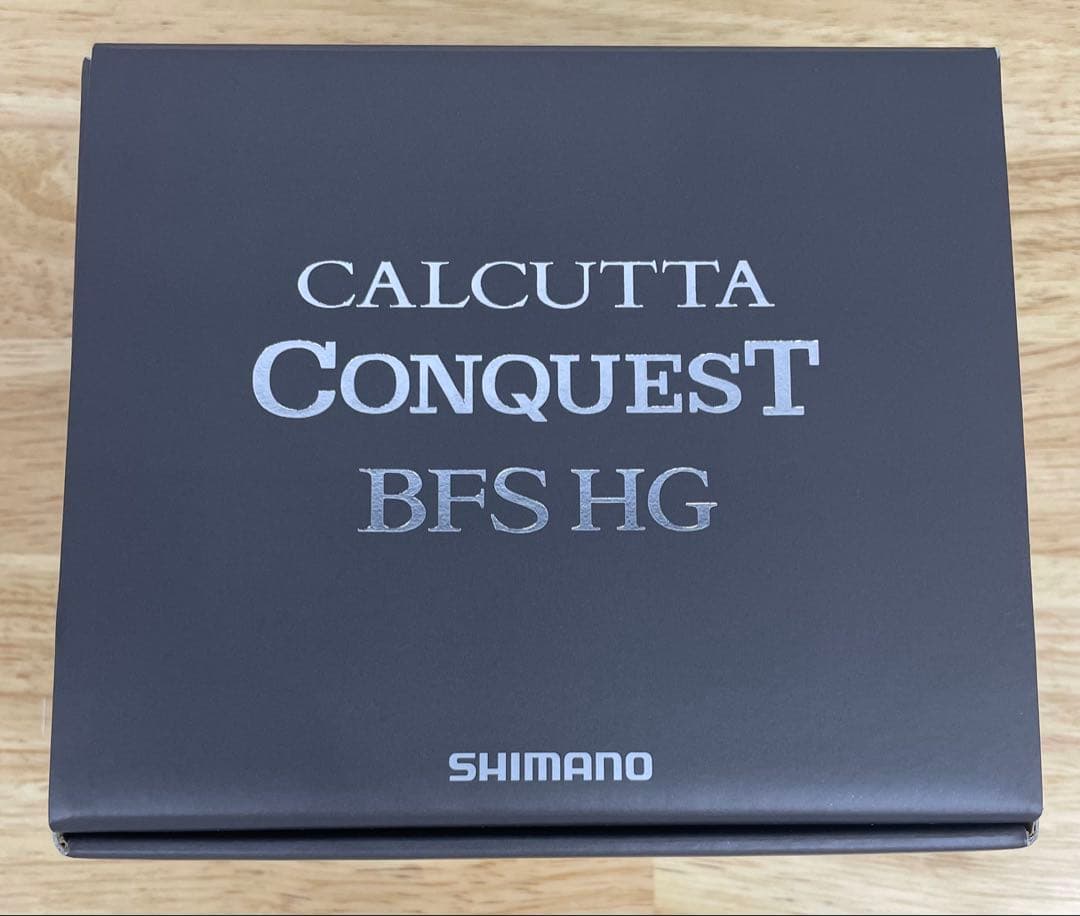 CALCUTTA
CONQUEST
BFS HG
SHIMANO